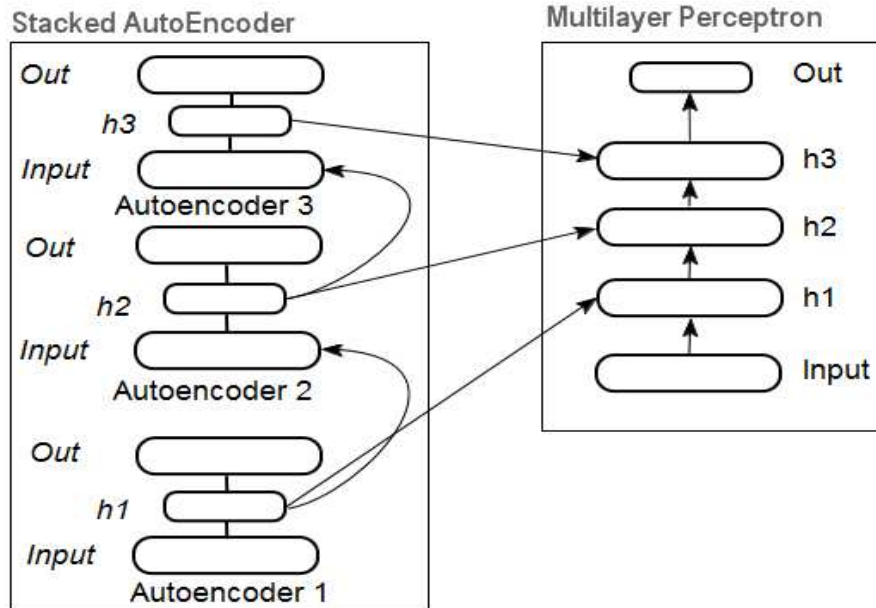 Stacked AutoEncoder
Out
h3
Input
Autoencoder 3
Out
h2
Input
Autoencoder 2
Out
h1
Input
Autoencoder 1
Multilayer Perceptron
Out
h3
h2
h1
Input